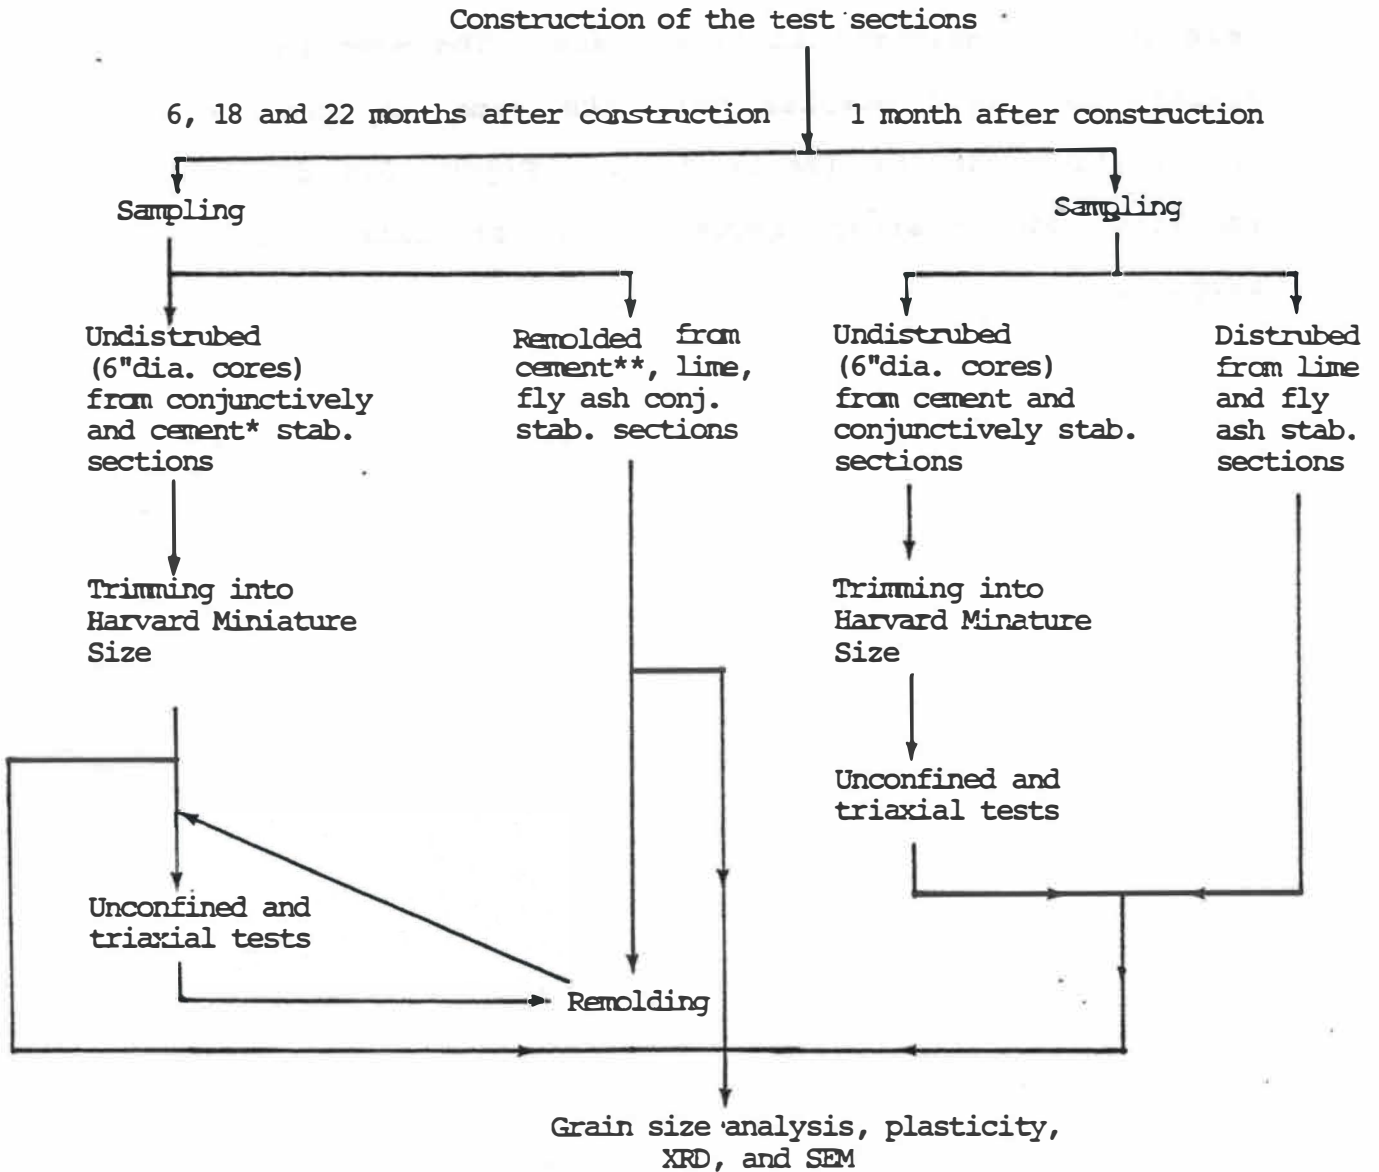 Construction of the test sections
6, 18 and 22 months after construction
1 month after construction
Sampling
Sampling
Undistrubed
(6"dia. cores)
from conjunctively
and cement* stab.
sections
Remolded from
cement**, lime,
fly ash conj.
stab. sections
Undistrubed
(6"dia. cores)
from cement and
conjunctively stab.
sections
Distrubed
from lime
and fly
ash stab.
sections
Trimming into
Harvard Miniature
Size
Trimming into
Harvard Minature
Size
Unconfined and
triaxial tests
Unconfined and
triaxial tests
Remolding
Grain size analysis, plasticity,
XRD, and SEM